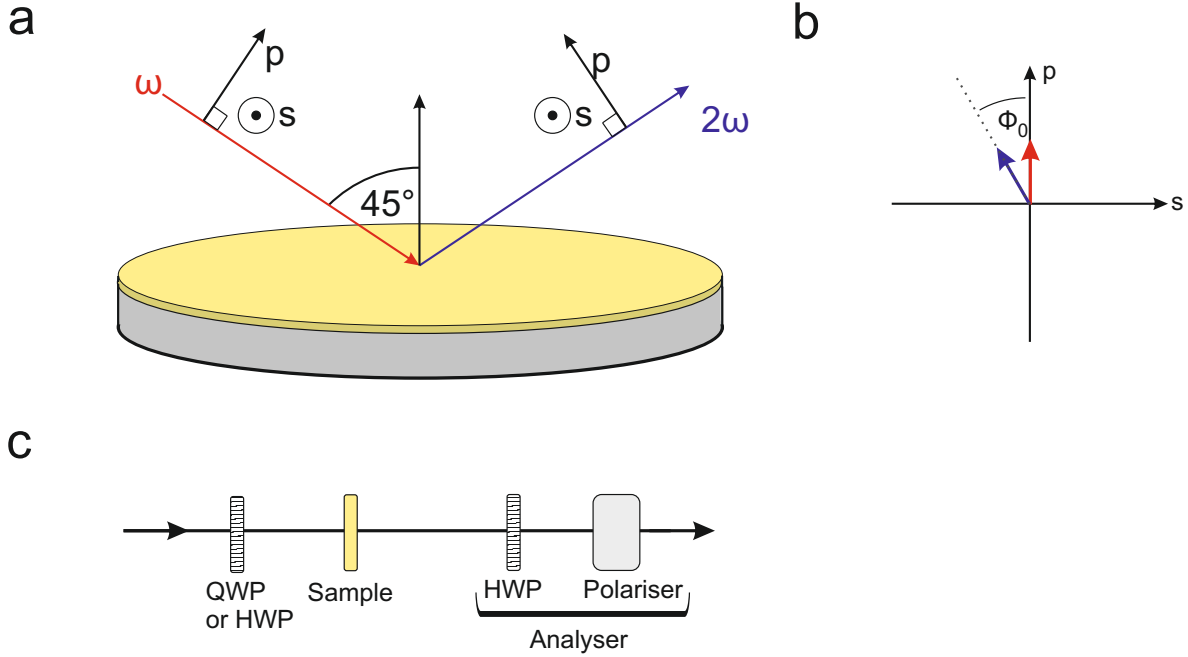 a
ω
p
s
45°
p
s
2ω
b
p
Φ₀
s
c
QWP
or HWP
Sample
HWP
Polariser
Analyser